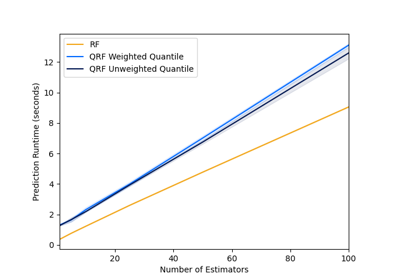 RF
QRF Weighted Quantile
QRF Unweighted Quantile
12
10
8
6
4
2
0
20
40
60
80
100
Prediction Runtime (seconds)
Number of Estimators